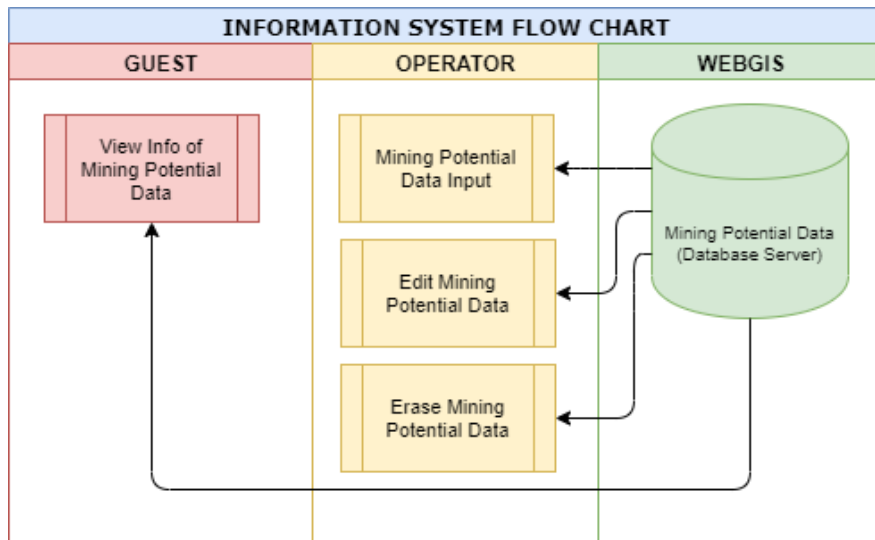 INFORMATION SYSTEM FLOW CHART
GUEST
OPERATOR
WEBGIS
View Info of
Mining Potential
Data
Mining Potential
Data Input
Edit Mining
Potential Data
Erase Mining
Potential Data
Mining Potential Data
(Database Server)